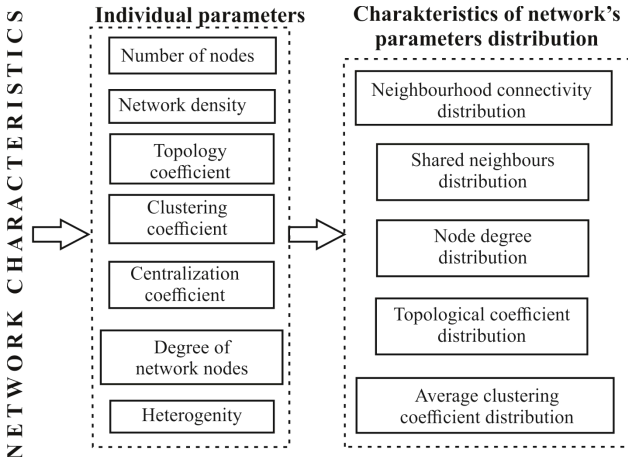 NETWORK CHARACTERISTICS
Individual parameters
Number of nodes
Network density
Topology
coefficient
Clustering
coefficient
Centralization
coefficient
Degree of
network nodes
Heterogenity
Charakteristics of network's
parameters distribution
Neighbourhood connectivity
distribution
Shared neighbours
distribution
Node degree
distribution
Topological coefficient
distribution
Average clustering
coefficient distribution